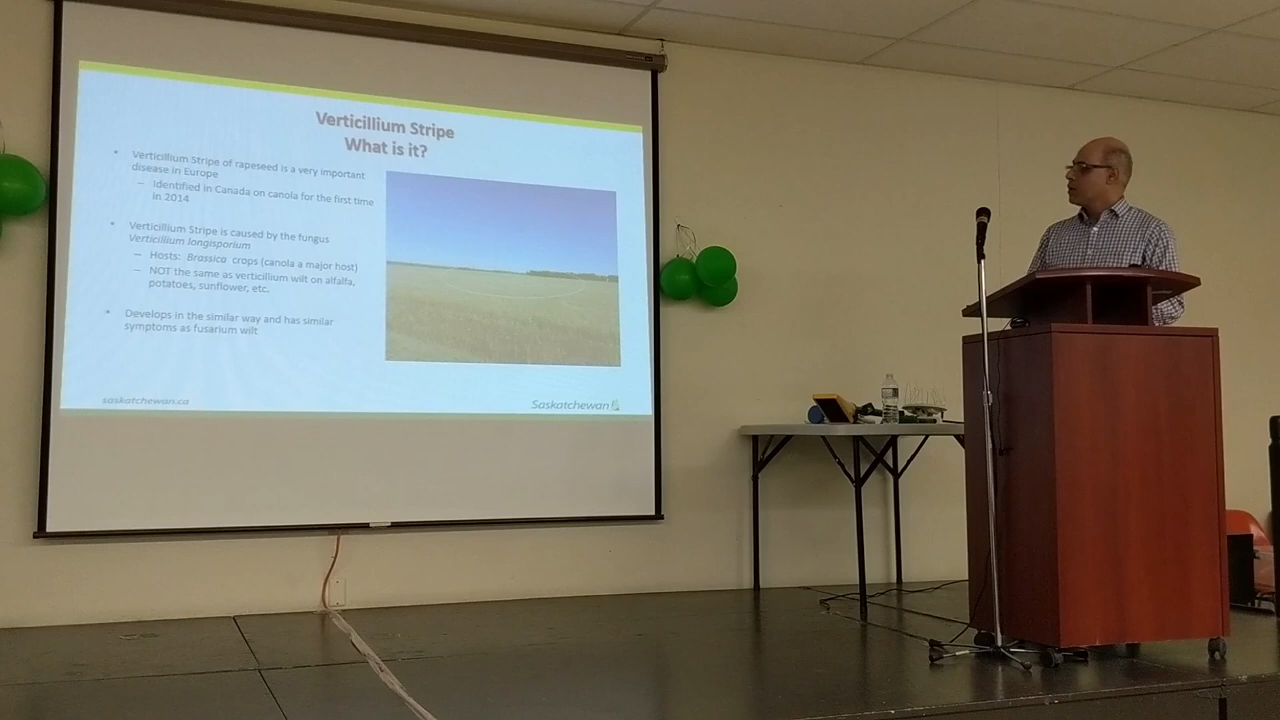 Verticillium Stripe
What is it?
• Verticillium Stripe of rapeseed is a very important
disease in Europe
– Identified in Canada on canola for the first time
in 2014
• Verticillium Stripe is caused by the fungus
Verticillium longisporium
– Hosts: Brassica crops (canola a major host)
– NOT the same as verticillium wilt on alfalfa,
potatoes, sunflower, etc.
• Develops in the similar way and has similar
symptoms as fusarium wilt
saskatchewan.ca
Saskatchewan